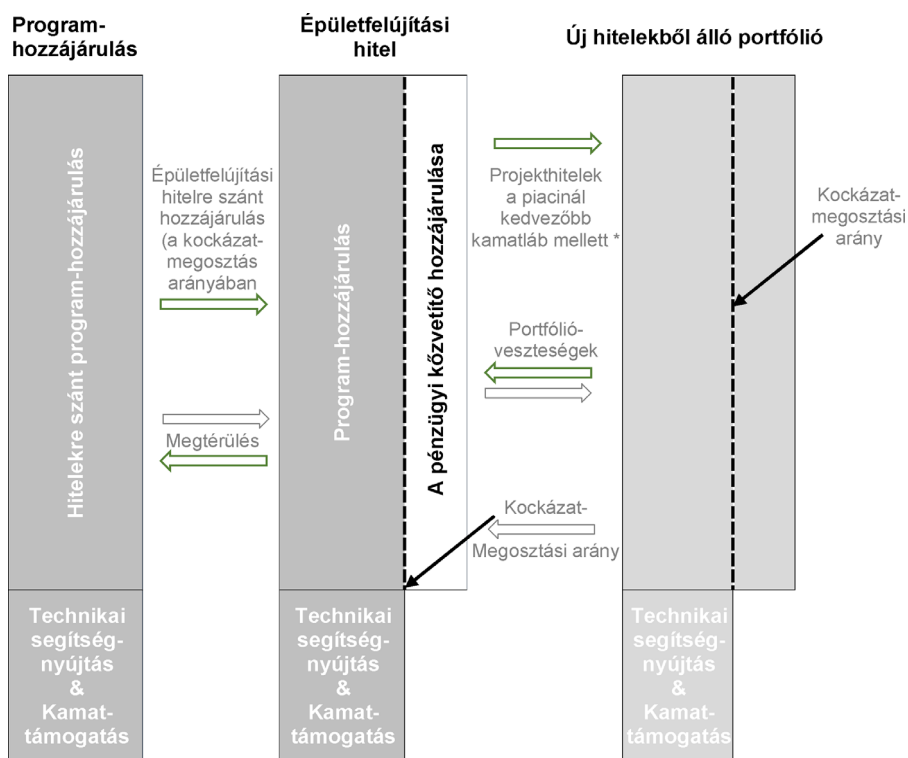 Program-
hozzájárulás
Épületfelújítási
hitel
Új hitelekből álló portfólió
Hitelekre szánt program-hozzájárulás
Épületfelújítási
hitelre szánt
hozzájárulás
(a kockázat-
megosztás
arányában
Megtérülés
Program-hozzájárulás
A pénzügyi kőzvetítő hozzájárulása
Projekthitelek
a piacinál
kedvezőbb
kamatláb mellett *
Portfólió-
veszteségek
Kockázat-
Megosztási arány
Kockázat-
megosztási
arány
Technikai
segítség-
nyújtás
&
Kamat-
támogatás
Technikai
segítség-
nyújtás
&
Kamat-
támogatás
Technikai
segítség-
nyújtás
&
Kamat-
támogatás